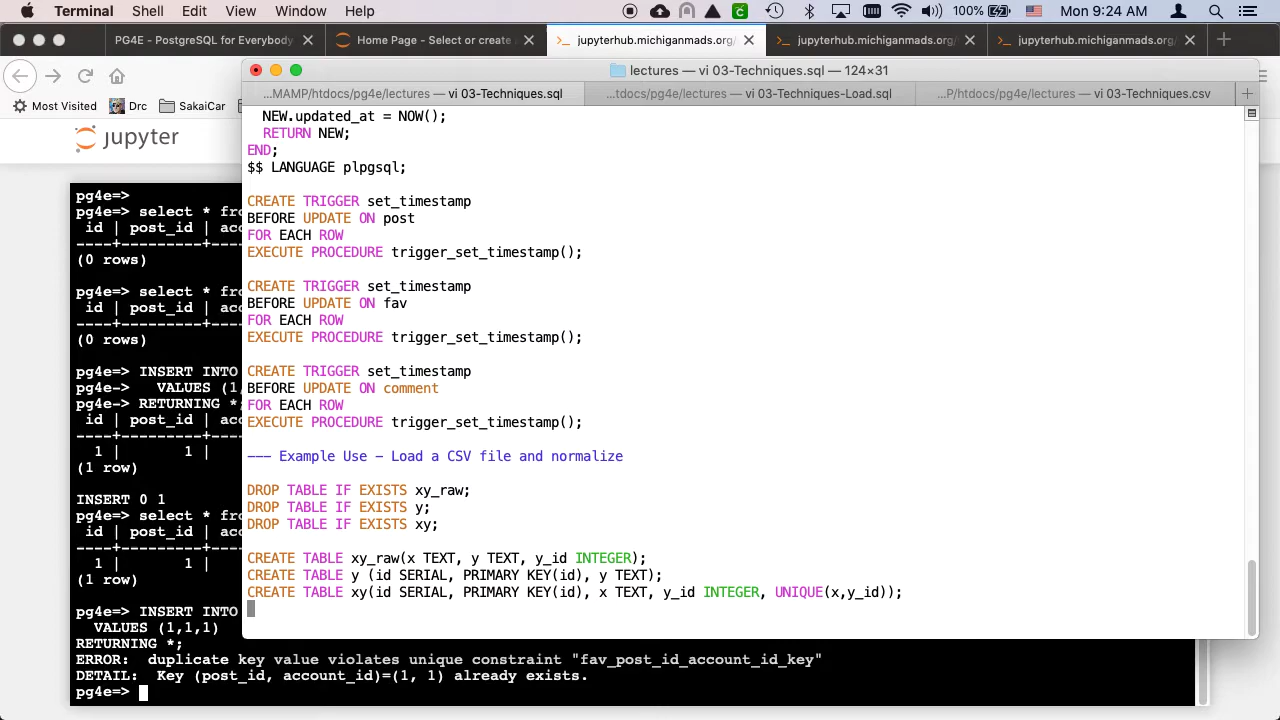 Terminal Shell Edit View Window Help 100% Mon 9:24 AM
PG4E - PostgreSQL for Everybody Home Page - Select or create jupyterhub.michiganmads.org/ jupyterhub.michiganmads.org/ jupyterhub.michiganmads.org/
lectures — vi 03-Techniques.sql — 124×31
...MAMP/htdocs/pg4e/lectures — vi 03-Techniques.sql ...tdocs/pg4e/lectures — vi 03-Techniques-Load.sql ...P/htdocs/pg4e/lectures — vi 03-Techniques.csv
Most Visited Drc SakaiCar
jupyter
NEW.updated_at = NOW();
RETURN NEW;
END;
$$ LANGUAGE plpgsql;
CREATE TRIGGER set_timestamp
BEFORE UPDATE ON post
FOR EACH ROW
EXECUTE PROCEDURE trigger_set_timestamp();
CREATE TRIGGER set_timestamp
BEFORE UPDATE ON fav
FOR EACH ROW
EXECUTE PROCEDURE trigger_set_timestamp();
CREATE TRIGGER set_timestamp
BEFORE UPDATE ON comment
FOR EACH ROW
EXECUTE PROCEDURE trigger_set_timestamp();
--- Example Use - Load a CSV file and normalize
DROP TABLE IF EXISTS xy_raw;
DROP TABLE IF EXISTS y;
DROP TABLE IF EXISTS xy;
CREATE TABLE xy_raw(x TEXT, y TEXT, y_id INTEGER);
CREATE TABLE y (id SERIAL, PRIMARY KEY(id), y TEXT);
CREATE TABLE xy(id SERIAL, PRIMARY KEY(id), x TEXT, y_id INTEGER, UNIQUE(x,y_id));
pg4e=>
pg4e=> select * fro
id | post_id | acc
----+---------+----
(0 rows)
pg4e=> select * fro
id | post_id | acc
----+---------+----
(0 rows)
pg4e=> INSERT INTO
pg4e-> VALUES (1,
pg4e-> RETURNING *;
id | post_id | acc
----+---------+----
1 | 1 |
(1 row)
INSERT 0 1
pg4e=> select * fro
id | post_id | acc
----+---------+----
1 | 1 |
(1 row)
pg4e=> INSERT INTO
VALUES (1,1,1)
RETURNING *;
ERROR: duplicate key value violates unique constraint "fav_post_id_account_id_key"
DETAIL: Key (post_id, account_id)=(1, 1) already exists.
pg4e=>